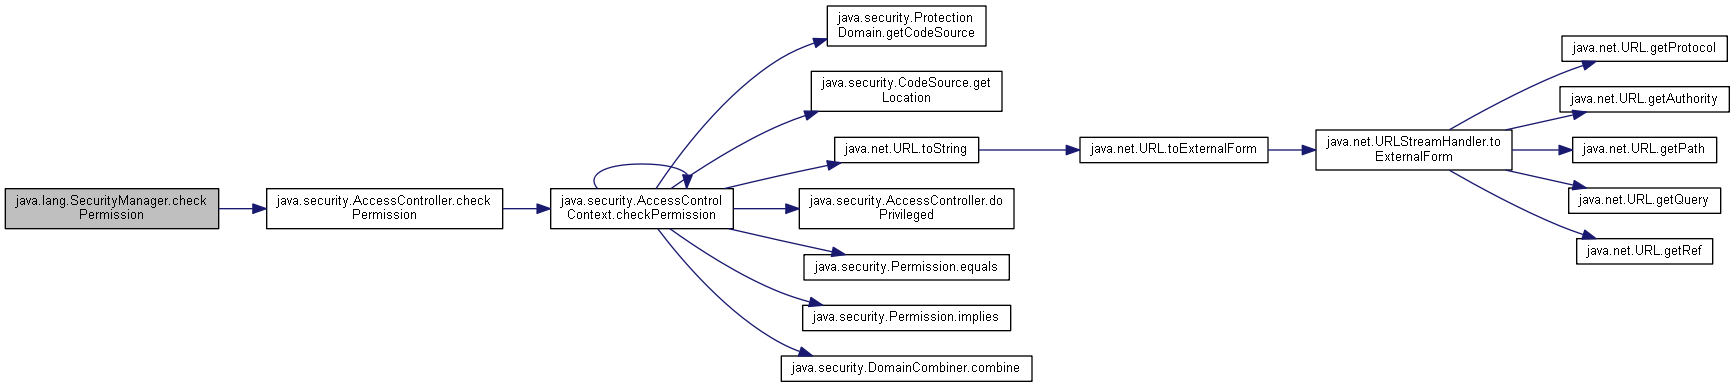 java.lang.SecurityManager.check
Permission
java.security.AccessController.check
Permission
java.security.AccessControl
Context.checkPermission
java.security.Protection
Domain.getCodeSource
java.security.CodeSource.get
Location
java.net.URL.toString
java.security.AccessController.do
Privileged
java.security.Permission.equals
java.security.Permission.implies
java.security.DomainCombiner.combine
java.net.URL.toExternalForm
java.net.URLStreamHandler.to
ExternalForm
java.net.URL.getProtocol
java.net.URL.getAuthority
java.net.URL.getPath
java.net.URL.getQuery
java.net.URL.getRef